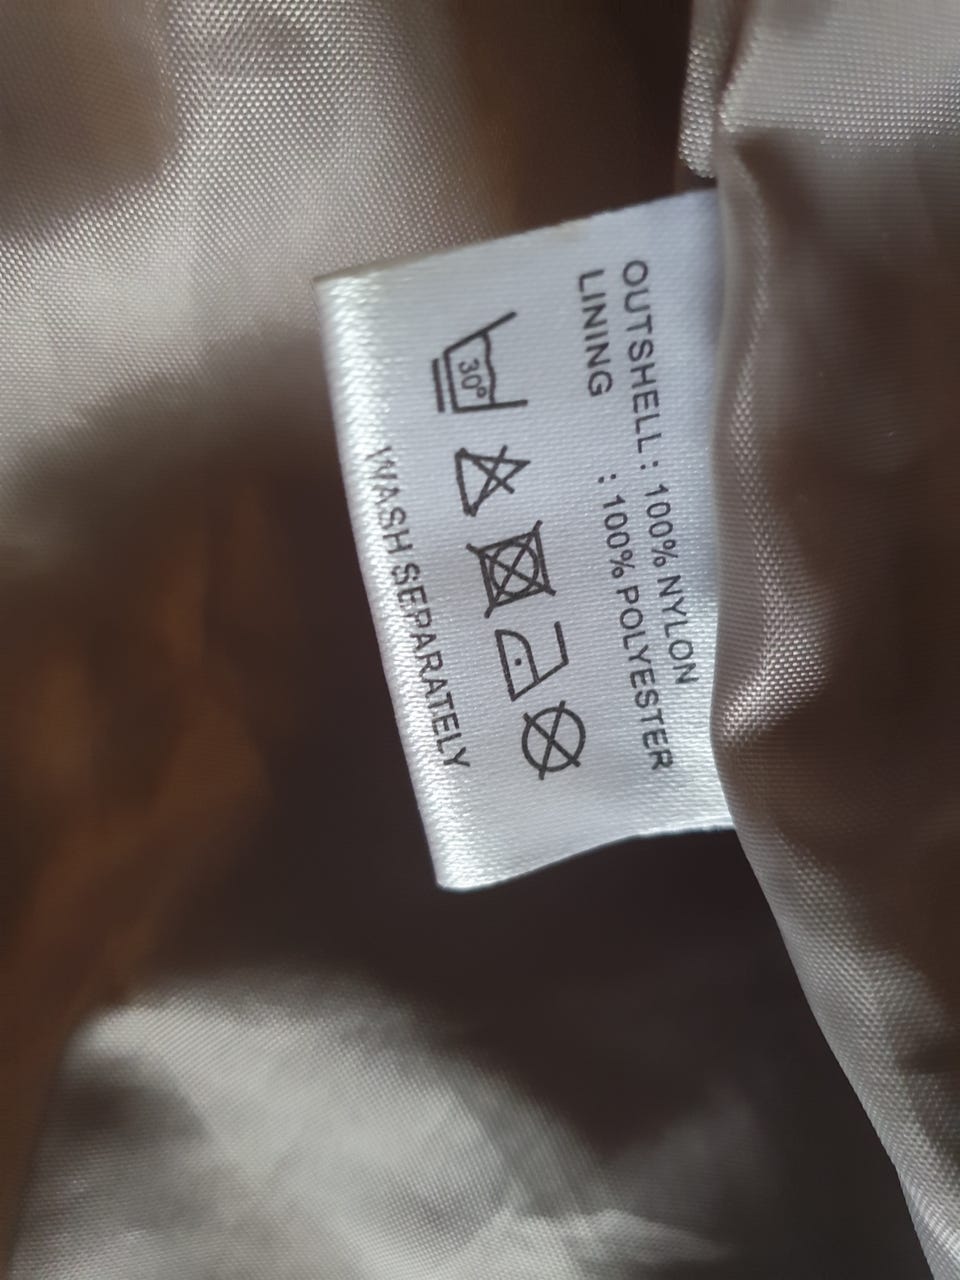 OUTSHELL : 100% NYLON
LINING : 100% POLYESTER
30°
WASH SEPARATELY